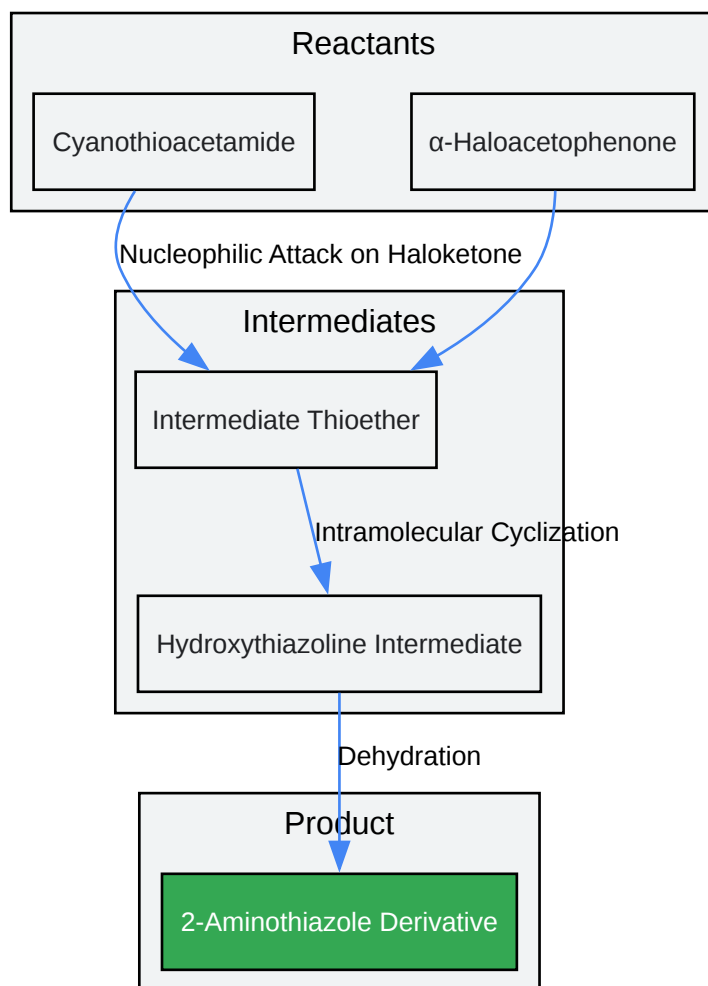 Reactants
Cyanothioacetamide
α-Haloacetophenone
Nucleophilic Attack on Haloketone
Intermediates
Intermediate Thioether
Intramolecular Cyclization
Hydroxythiazoline Intermediate
Dehydration
Product
2-Aminothiazole Derivative